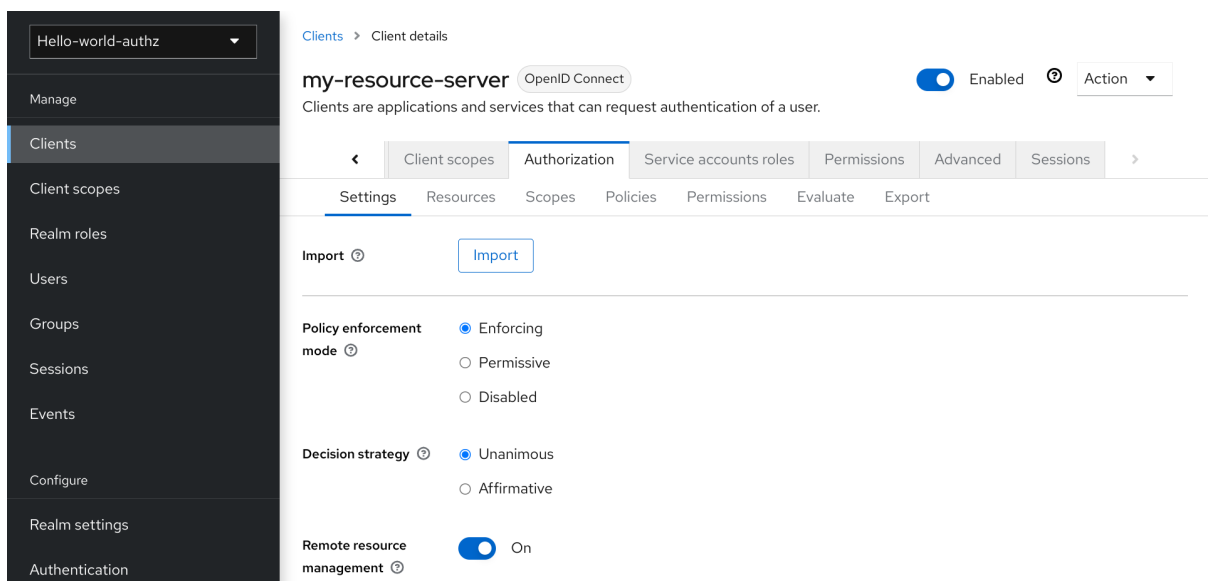 Hello-world-authz
Manage
Clients
Client scopes
Realm roles
Users
Groups
Sessions
Events
Configure
Realm settings
Authentication
Clients > Client details
my-resource-server OpenID Connect
Enabled Action
Clients are applications and services that can request authentication of a user.
Client scopes Authorization Service accounts roles Permissions Advanced Sessions
Settings Resources Scopes Policies Permissions Evaluate Export
Import Import
Policy enforcement mode
Enforcing
Permissive
Disabled
Decision strategy
Unanimous
Affirmative
Remote resource management
On